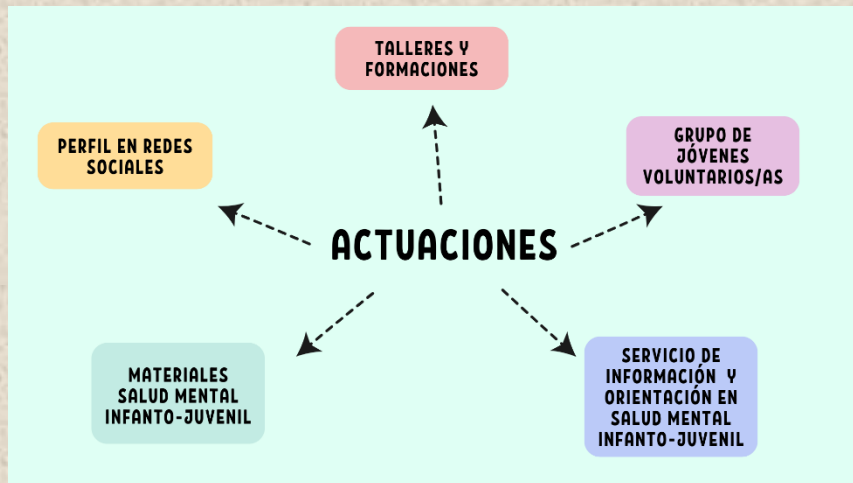 TALLERES Y
FORMACIONES
PERFIL EN REDES
SOCIALES
GRUPO DE
JÓVENES
VOLUNTARIOS/AS
ACTUACIONES
MATERIALES
SALUD MENTAL
INFANTO-JUVENIL
SERVICIO DE
INFORMACIÓN Y
ORIENTACIÓN EN
SALUD MENTAL
INFANTO-JUVENIL